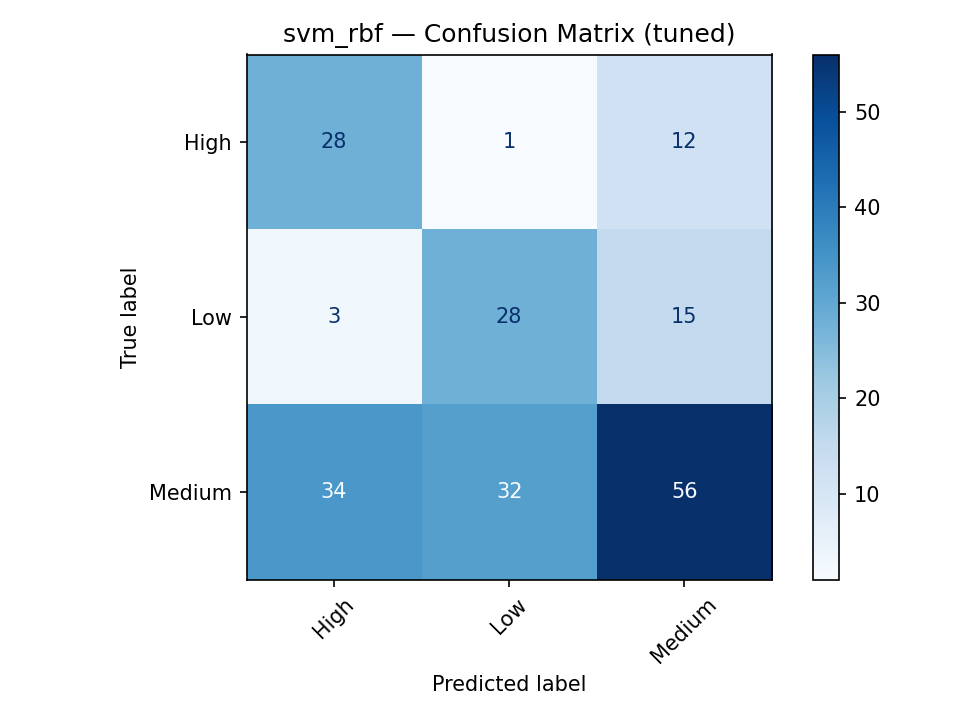 svm_rbf — Confusion Matrix (tuned)
High 28 1 12
Low 3 28 15
Medium 34 32 56
High Low Medium
Predicted label
True label
50
40
30
20
10